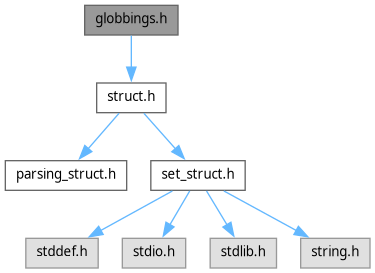 globbings.h
struct.h
parsing_struct.h
set_struct.h
stddef.h
stdio.h
stdlib.h
string.h